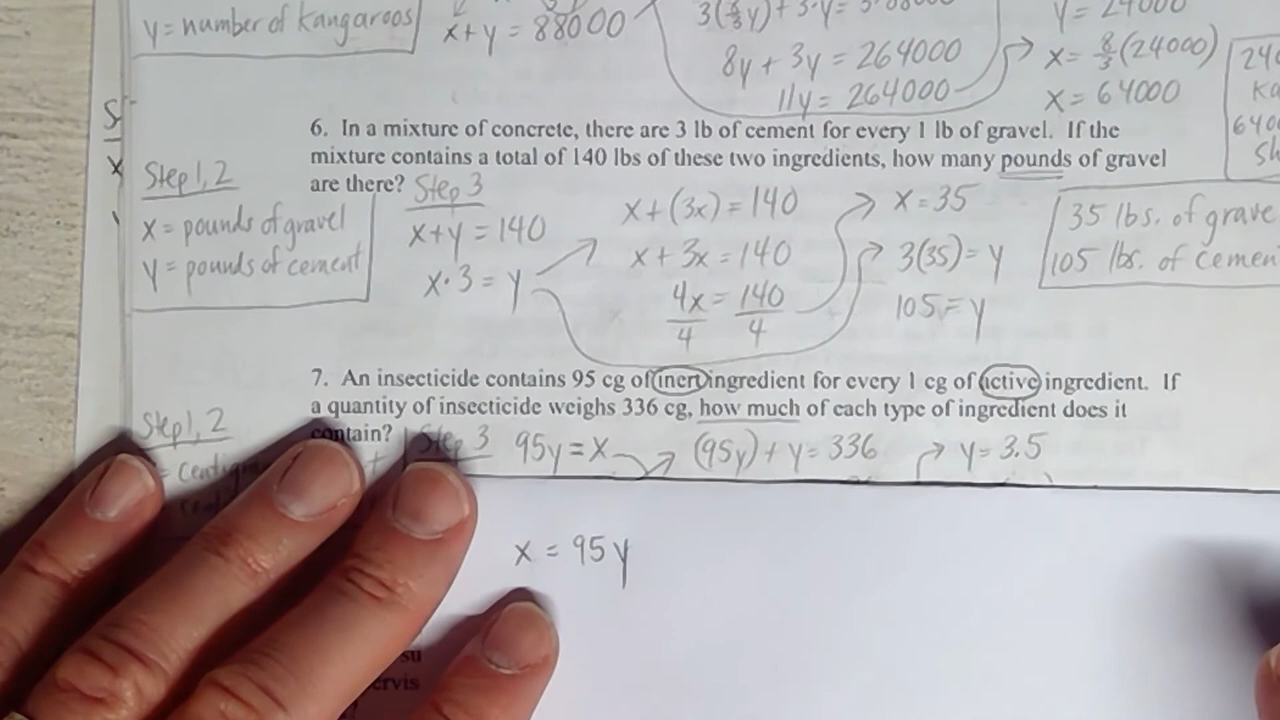 y = number of kangaroos
x+y = 88000
8y + 3y = 264000
11y = 264000
y = 24000
x = 8/3 (24000)
x = 64000
6. In a mixture of concrete, there are 3 lb of cement for every 1 lb of gravel. If the
mixture contains a total of 140 lbs of these two ingredients, how many pounds of gravel
are there?
Step 1, 2
x = pounds of gravel
y = pounds of cement
Step 3
x+y = 140
x·3 = y
x+(3x) = 140
x + 3x = 140
4x/4 = 140/4
x = 35
3(35) = y
105 = y
35 lbs. of grave
105 lbs. of cemen
7. An insecticide contains 95 cg of inert ingredient for every 1 cg of active ingredient. If
a quantity of insecticide weighs 336 cg, how much of each type of ingredient does it
contain?
Step 1, 2
Step 3
95y = x
(95y) + y = 336
y = 3.5
x = 95y